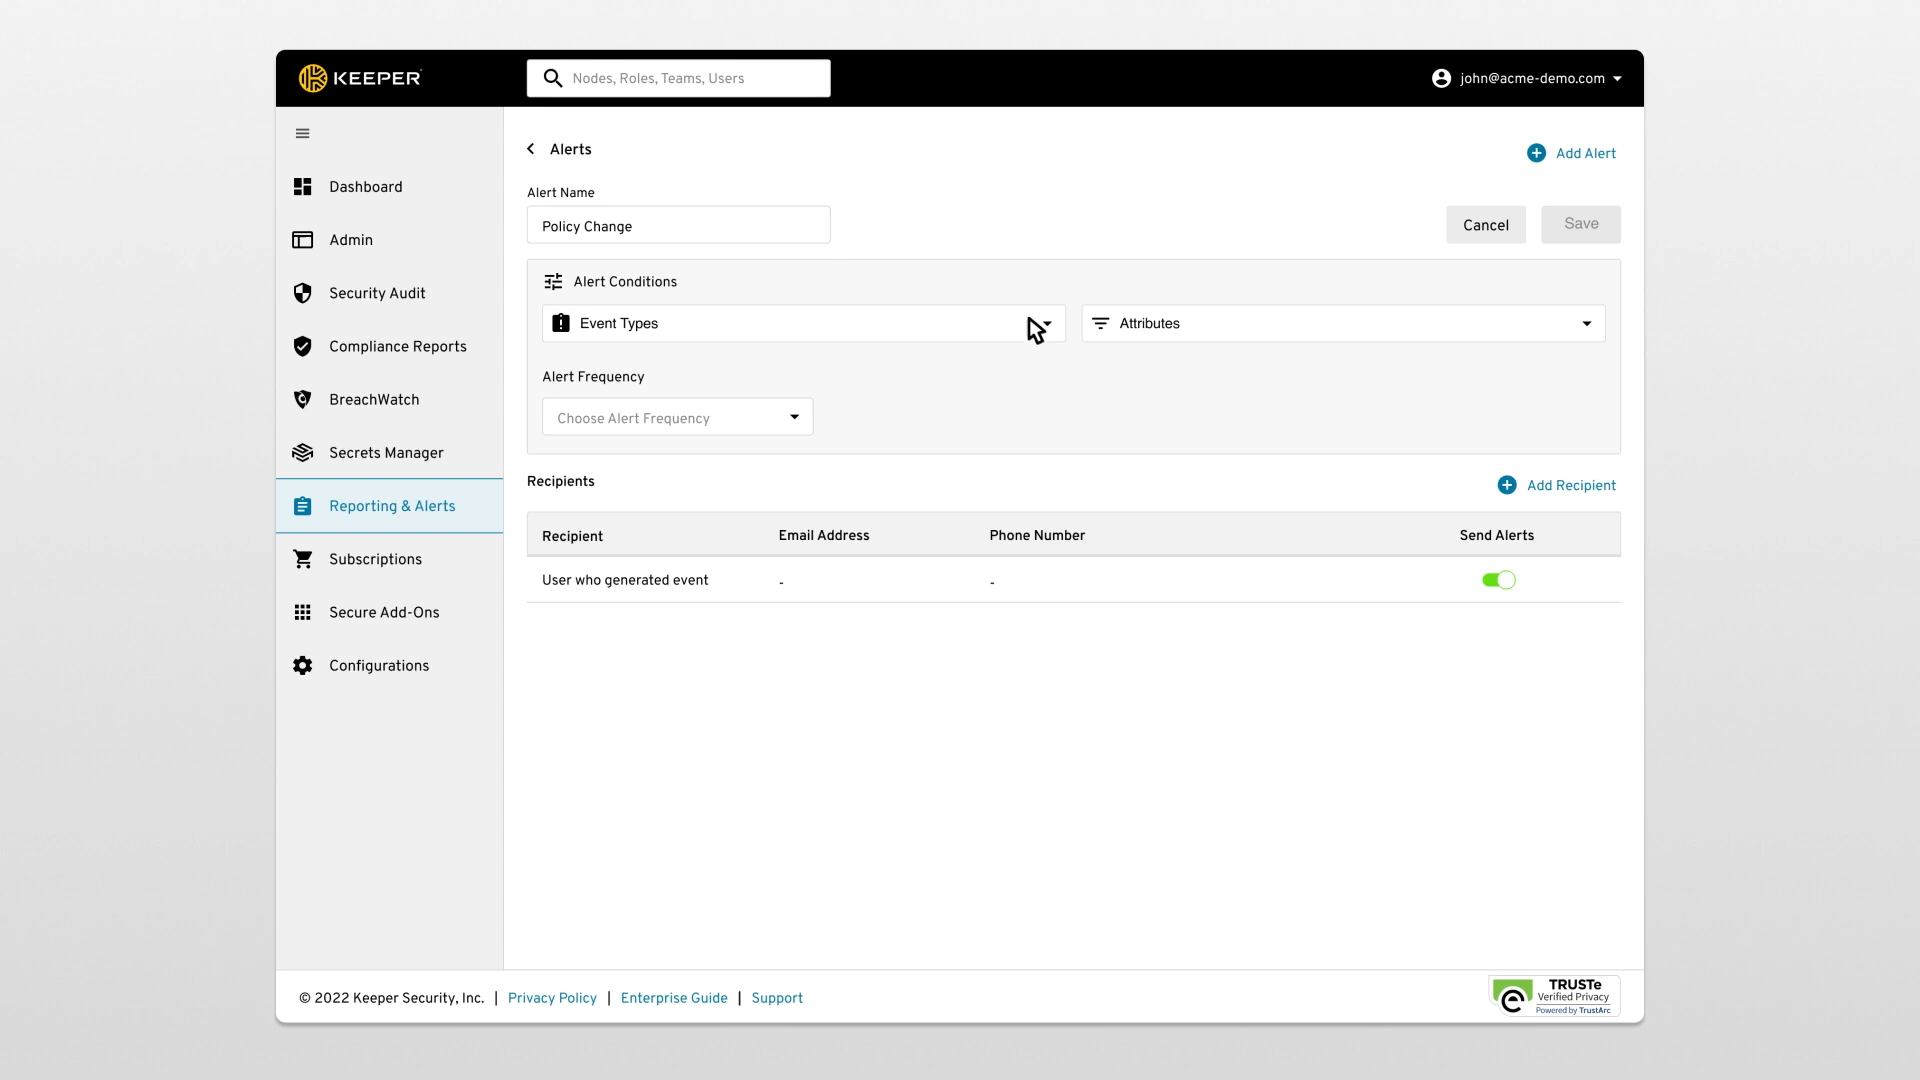 KEEPER
Nodes, Roles, Teams, Users
john@acme-demo.com
Dashboard
Admin
Security Audit
Compliance Reports
BreachWatch
Secrets Manager
Reporting & Alerts
Subscriptions
Secure Add-Ons
Configurations
Alerts
Add Alert
Alert Name
Policy Change
Cancel
Save
Alert Conditions
Event Types
Attributes
Alert Frequency
Choose Alert Frequency
Recipients
Add Recipient
Recipient Email Address Phone Number Send Alerts
User who generated event - -
© 2022 Keeper Security, Inc. | Privacy Policy | Enterprise Guide | Support
TRUSTe
Verified Privacy
Powered by TrustArc